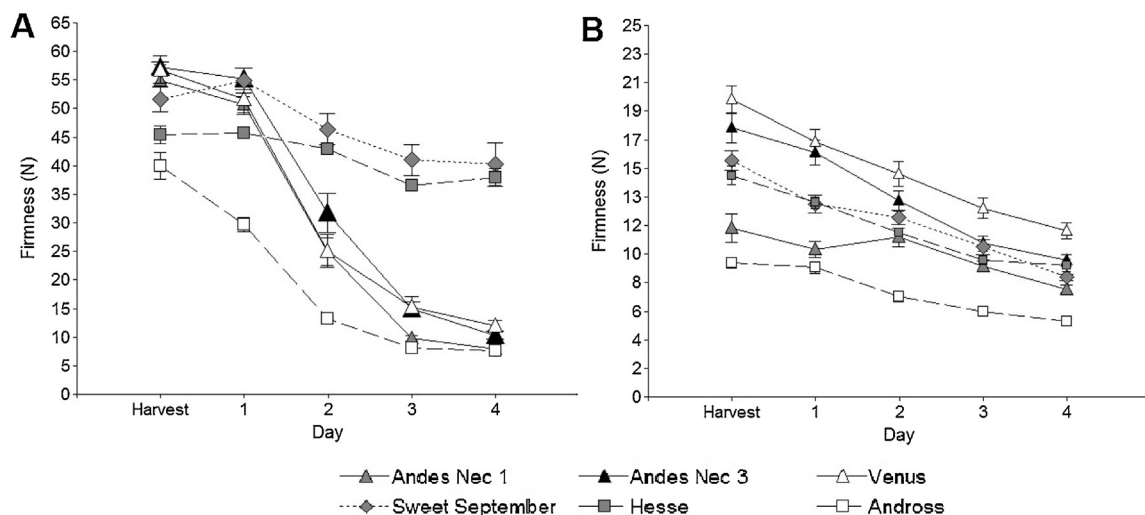 A
65
60
55
50
45
40
35
30
25
20
15
10
5
0
Firmness (N)
Harvest 1 2 3 4
Day
B
25
23
21
19
17
15
13
12
10
8
6
4
2
0
Firmness (N)
Harvest 1 2 3 4
Day
Andes Nec 1 Andes Nec 3 Venus
Sweet September Hesse Andross